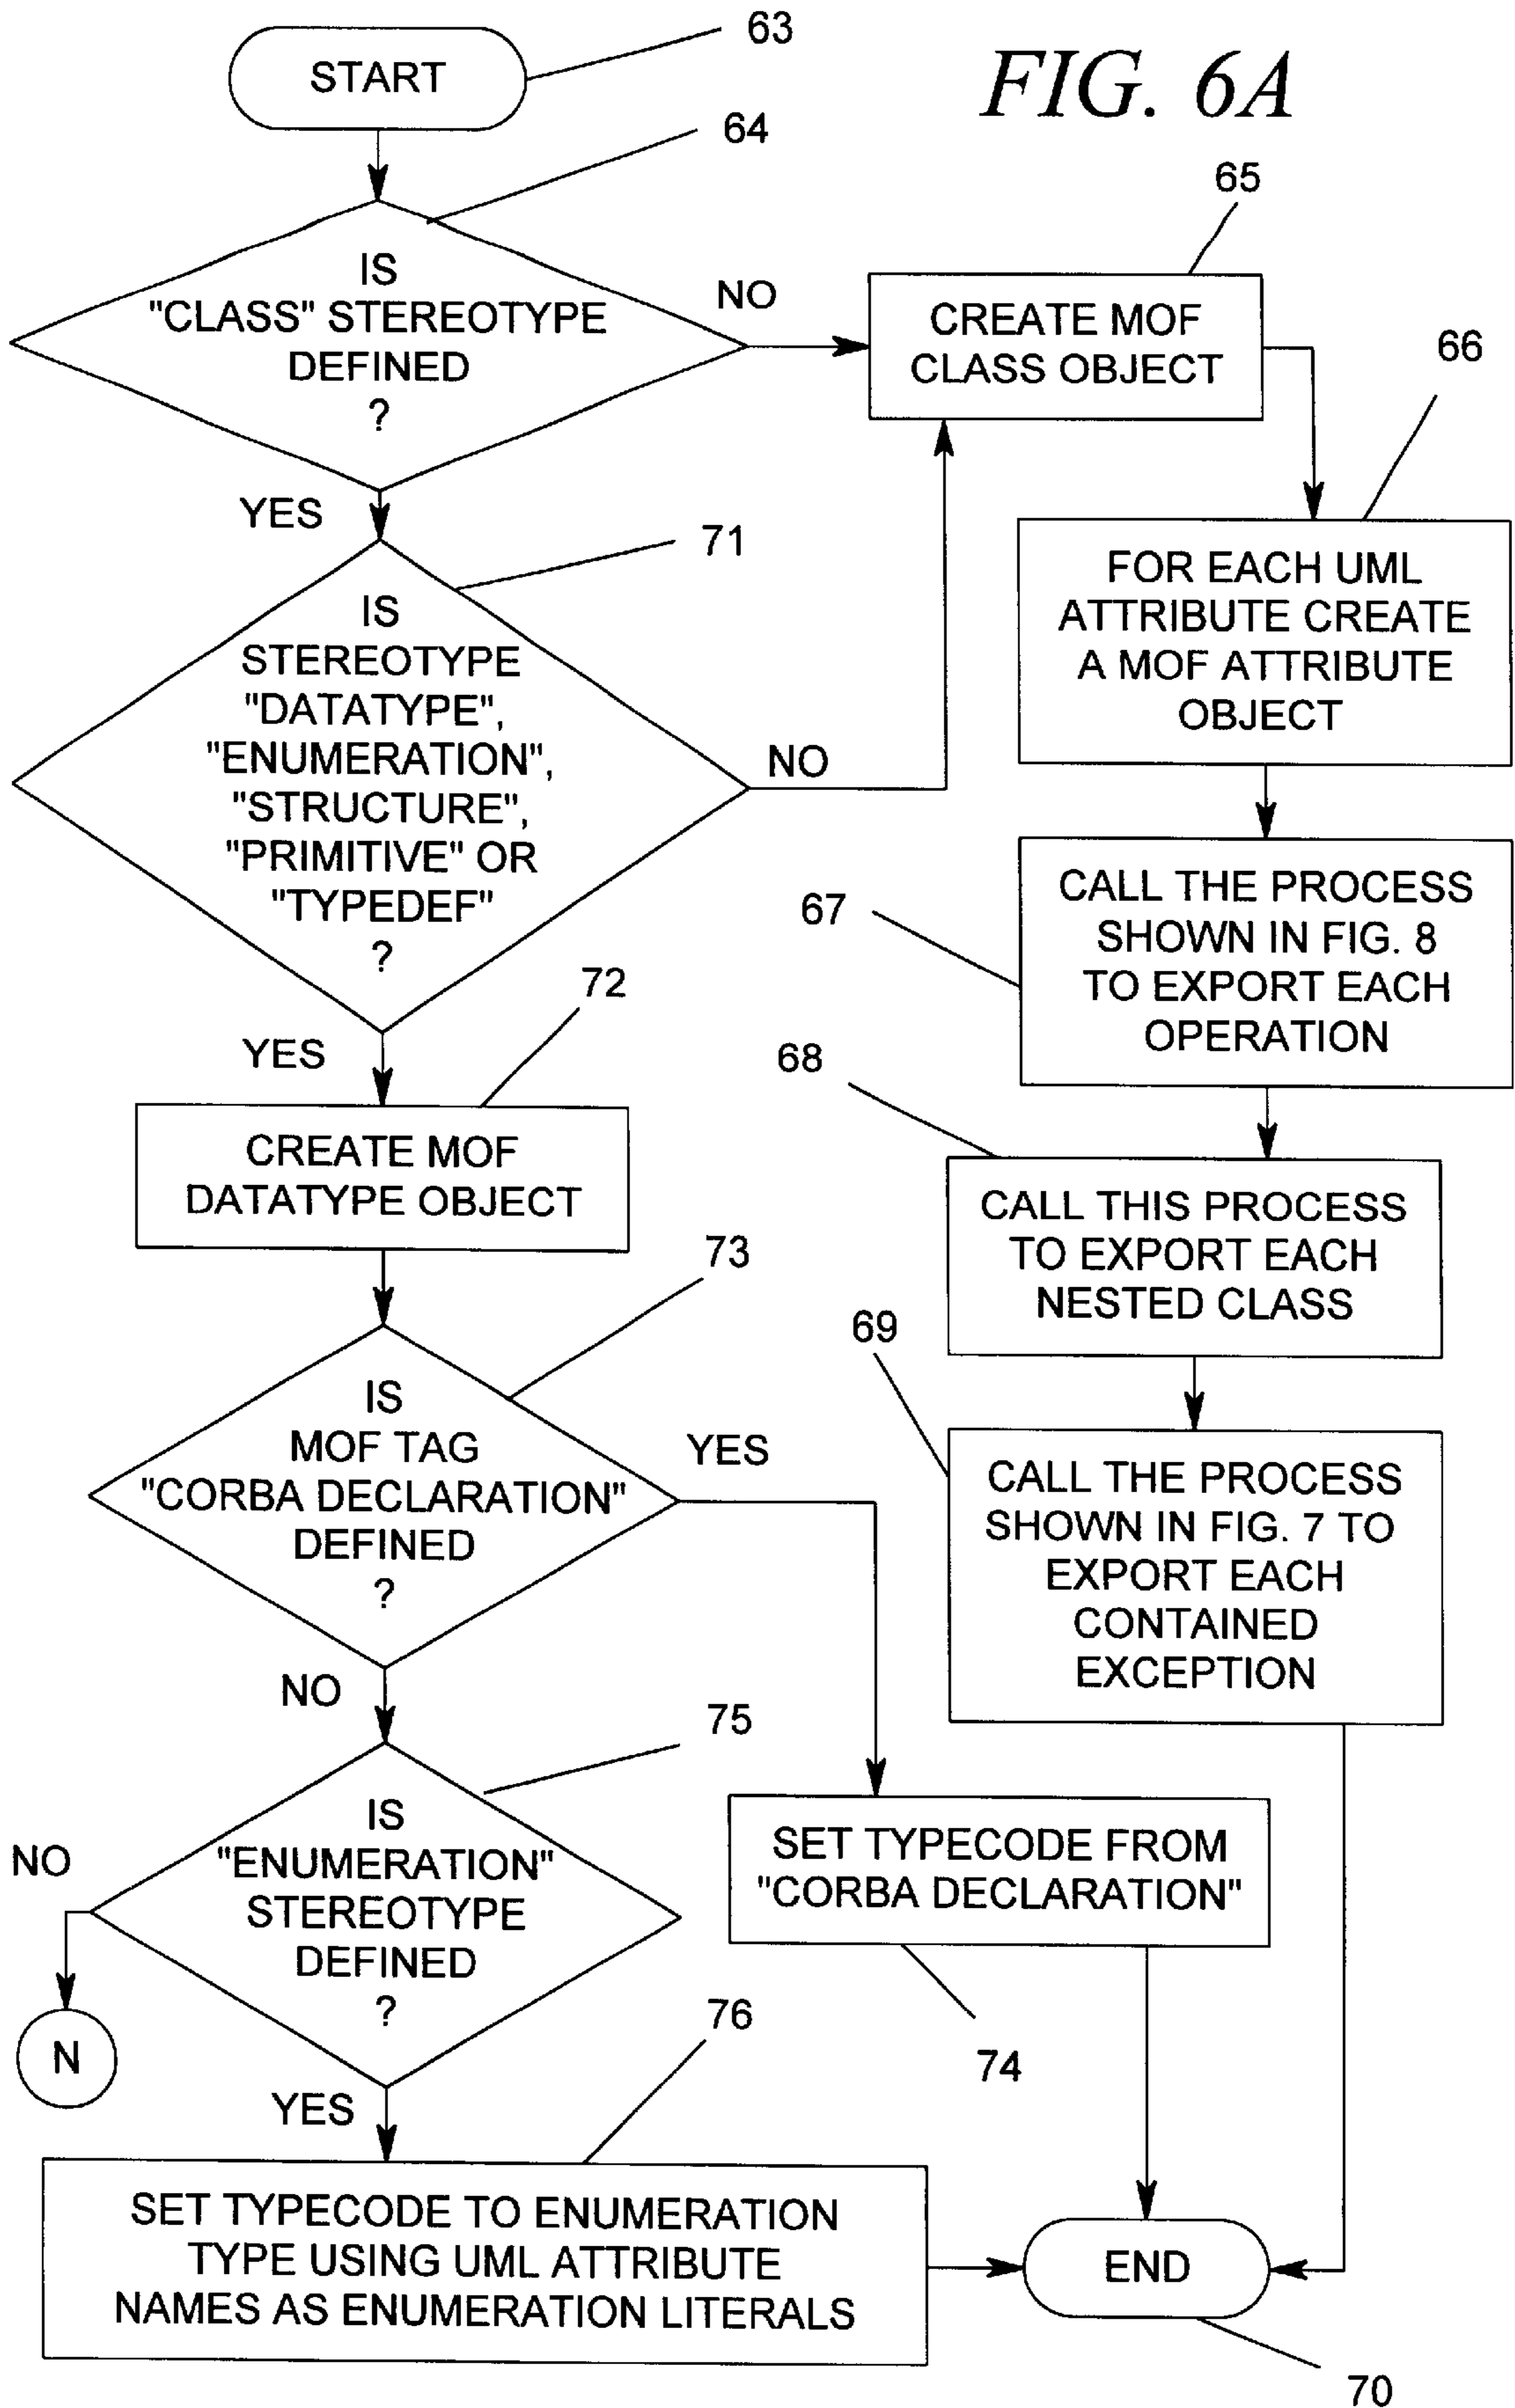 63
START
FIG. 6A
64
65
IS
"CLASS" STEREOTYPE
DEFINED
?
NO
CREATE MOF
CLASS OBJECT
66
YES
71
FOR EACH UML
ATTRIBUTE CREATE
A MOF ATTRIBUTE
OBJECT
IS
STEREOTYPE
"DATATYPE",
"ENUMERATION",
"STRUCTURE",
"PRIMITIVE" OR
"TYPEDEF"
?
NO
67
CALL THE PROCESS
SHOWN IN FIG. 8
TO EXPORT EACH
OPERATION
YES
72
68
CREATE MOF
DATATYPE OBJECT
CALL THIS PROCESS
TO EXPORT EACH
NESTED CLASS
73
69
IS
MOF TAG
"CORBA DECLARATION"
DEFINED
?
YES
CALL THE PROCESS
SHOWN IN FIG. 7 TO
EXPORT EACH
CONTAINED
EXCEPTION
NO
75
IS
"ENUMERATION"
STEREOTYPE
DEFINED
?
NO
N
SET TYPECODE FROM
"CORBA DECLARATION"
74
76
YES
SET TYPECODE TO ENUMERATION
TYPE USING UML ATTRIBUTE
NAMES AS ENUMERATION LITERALS
END
70